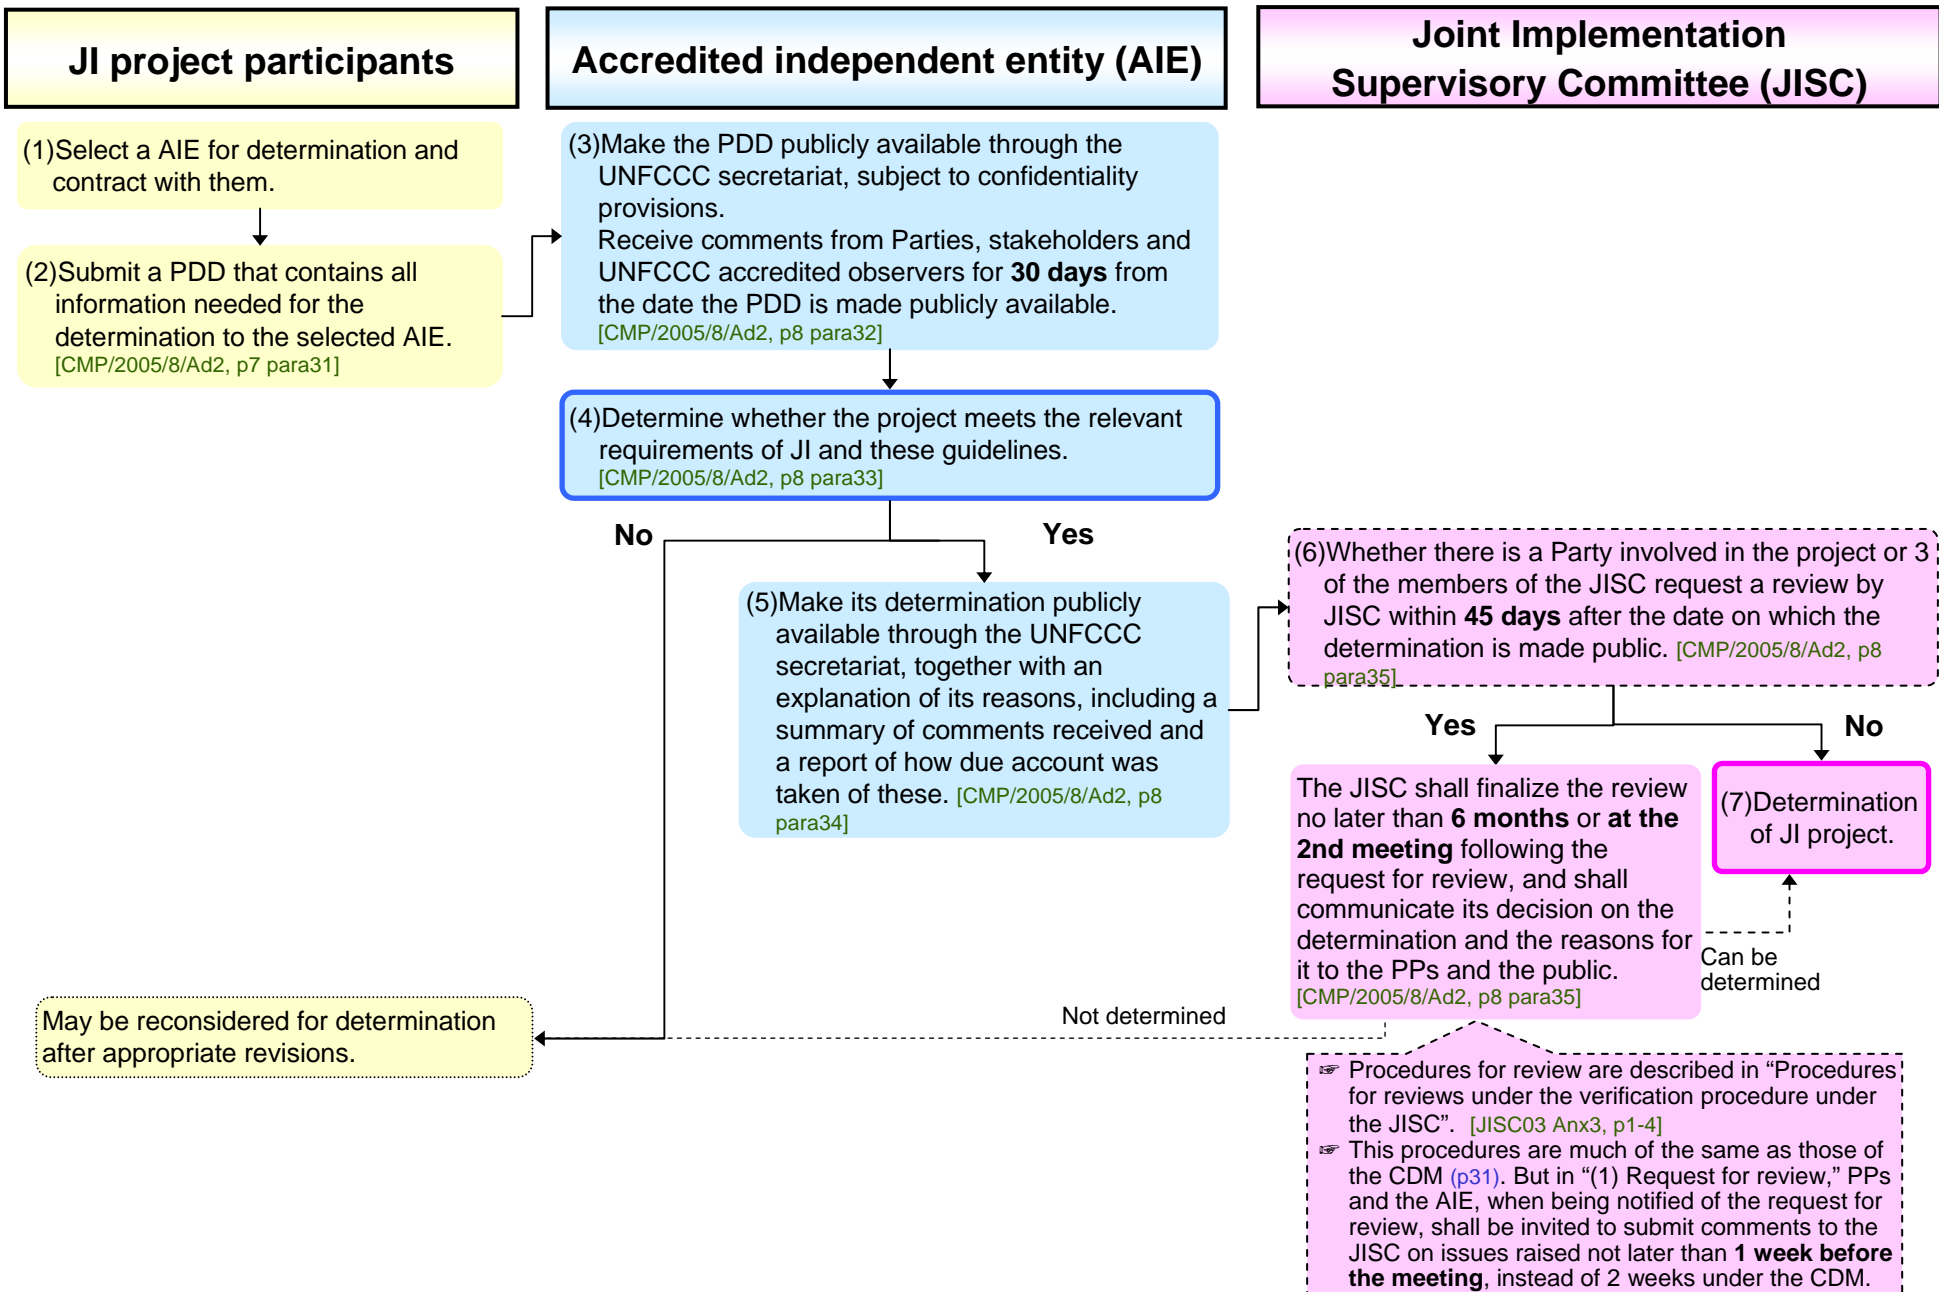 JI project participants
Accredited independent entity (AIE)
Joint Implementation
Supervisory Committee (JISC)
(1)Select a AIE for determination and
contract with them.
(2)Submit a PDD that contains all
information needed for the
determination to the selected AIE.
[CMP/2005/8/Ad2, p7 para31]
(3)Make the PDD publicly available through the
UNFCCC secretariat, subject to confidentiality
provisions.
Receive comments from Parties, stakeholders and
UNFCCC accredited observers for 30 days from
the date the PDD is made publicly available.
[CMP/2005/8/Ad2, p8 para32]
(4)Determine whether the project meets the relevant
requirements of JI and these guidelines.
[CMP/2005/8/Ad2, p8 para33]
No
Yes
(5)Make its determination publicly
available through the UNFCCC
secretariat, together with an
explanation of its reasons, including a
summary of comments received and
a report of how due account was
taken of these. [CMP/2005/8/Ad2, p8
para34]
(6)Whether there is a Party involved in the project or 3
of the members of the JISC request a review by
JISC within 45 days after the date on which the
determination is made public. [CMP/2005/8/Ad2, p8
para35]
Yes
No
The JISC shall finalize the review
no later than 6 months or at the
2nd meeting following the
request for review, and shall
communicate its decision on the
determination and the reasons for
it to the PPs and the public.
[CMP/2005/8/Ad2, p8 para35]
(7)Determination
of JI project.
Can be
determined
Not determined
May be reconsidered for determination
after appropriate revisions.
☞ Procedures for review are described in “Procedures
for reviews under the verification procedure under
the JISC”. [JISC03 Anx3, p1-4]
☞ This procedures are much of the same as those of
the CDM (p31). But in “(1) Request for review,” PPs
and the AIE, when being notified of the request for
review, shall be invited to submit comments to the
JISC on issues raised not later than 1 week before
the meeting, instead of 2 weeks under the CDM.